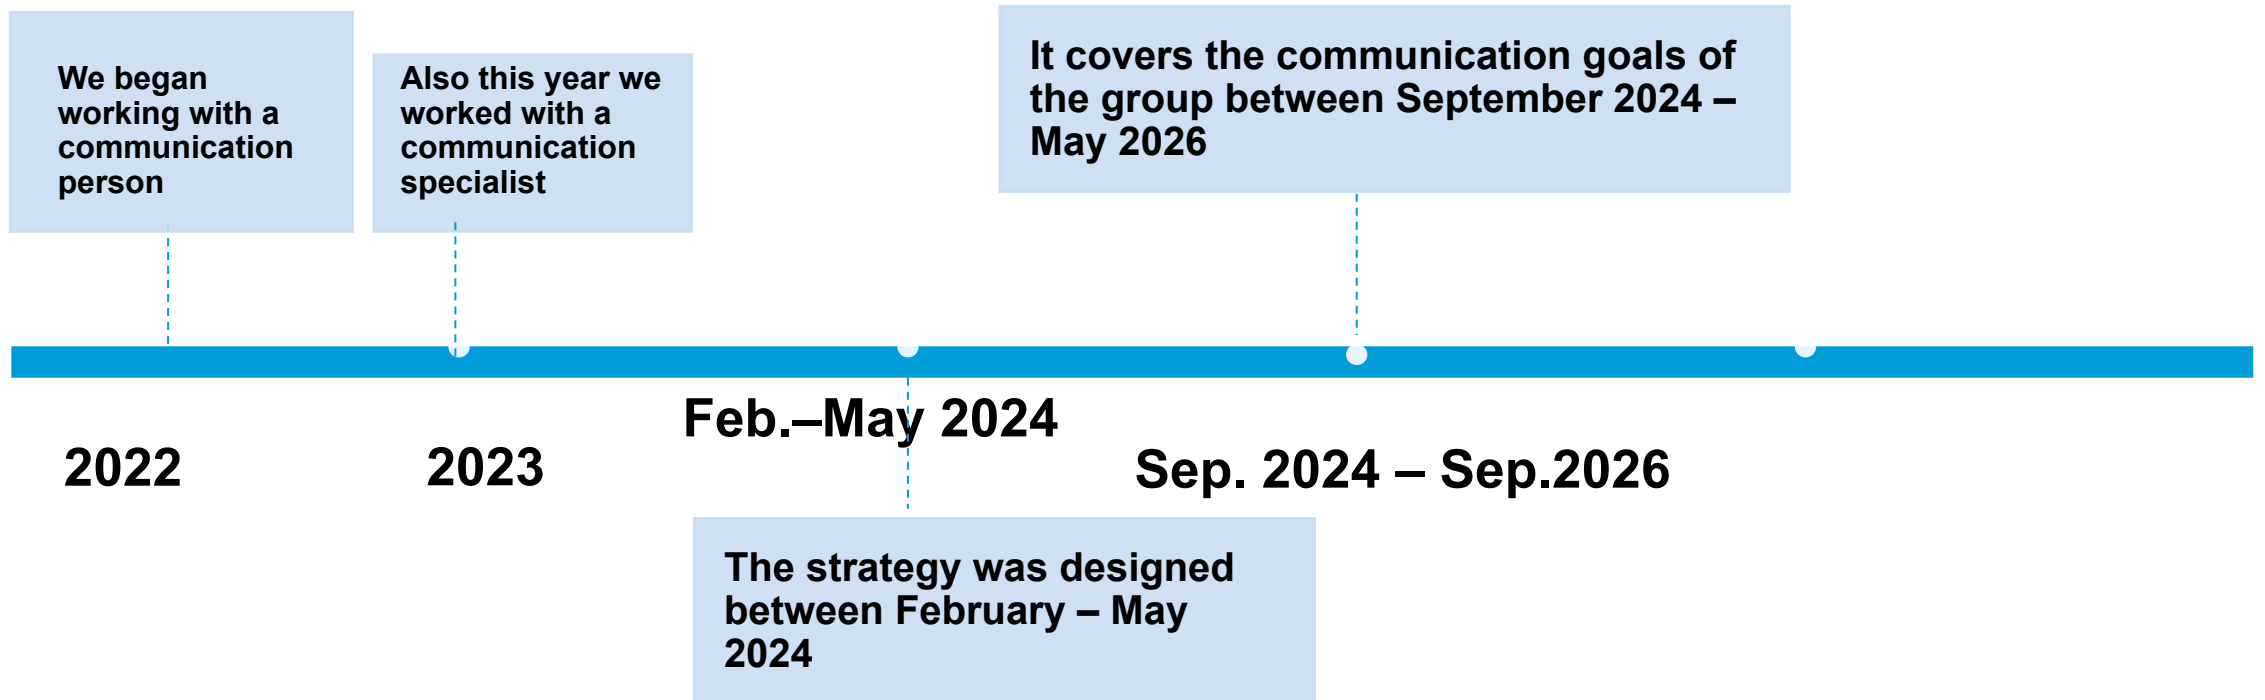 We began
working with a
communication
person
Also this year we
worked with a
communication
specialist
It covers the communication goals of
the group between September 2024 –
May 2026
2022
2023
Feb.–May 2024
Sep. 2024 – Sep.2026
The strategy was designed
between February – May
2024